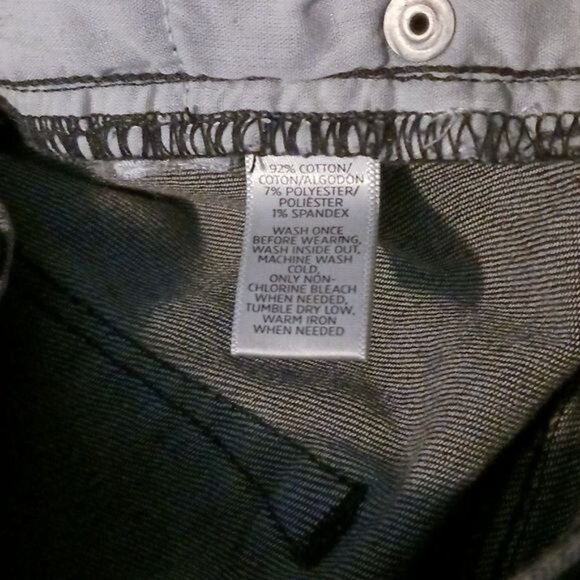 92% COTTON/
COTON/ALGODON
7% POLYESTER/
POLIÉSTER
1% SPANDEX
WASH ONCE
BEFORE WEARING,
WASH INSIDE OUT,
MACHINE WASH
COLD,
ONLY NON-
CHLORINE BLEACH
WHEN NEEDED,
TUMBLE DRY LOW,
WARM IRON
WHEN NEEDED